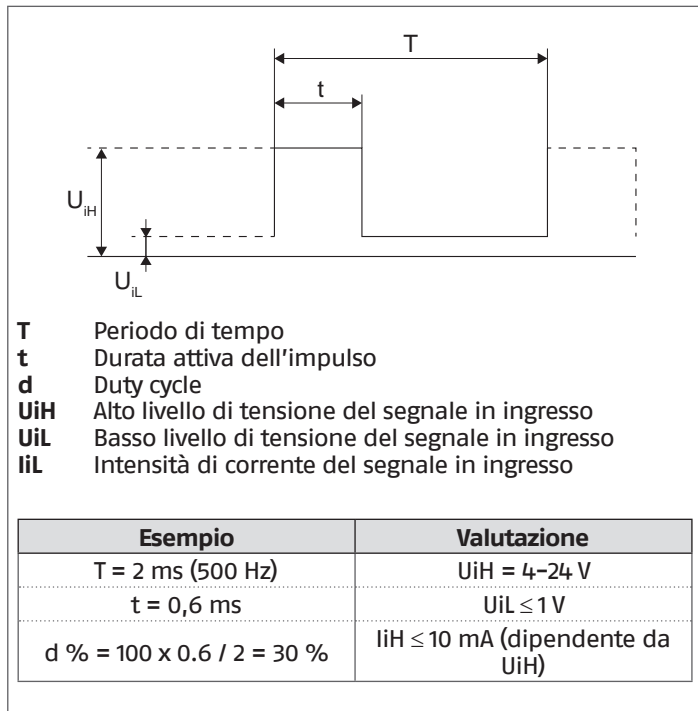 T
t
UiH
UiL
T Periodo di tempo
t Durata attiva dell'impulso
d Duty cycle
UiH Alto livello di tensione del segnale in ingresso
UiL Basso livello di tensione del segnale in ingresso
IiL Intensità di corrente del segnale in ingresso
Esempio Valutazione
T = 2 ms (500 Hz) UiH = 4–24 V
t = 0,6 ms UiL ≤ 1 V
d % = 100 x 0.6 / 2 = 30 % IiH ≤ 10 mA (dipendente da
UiH)